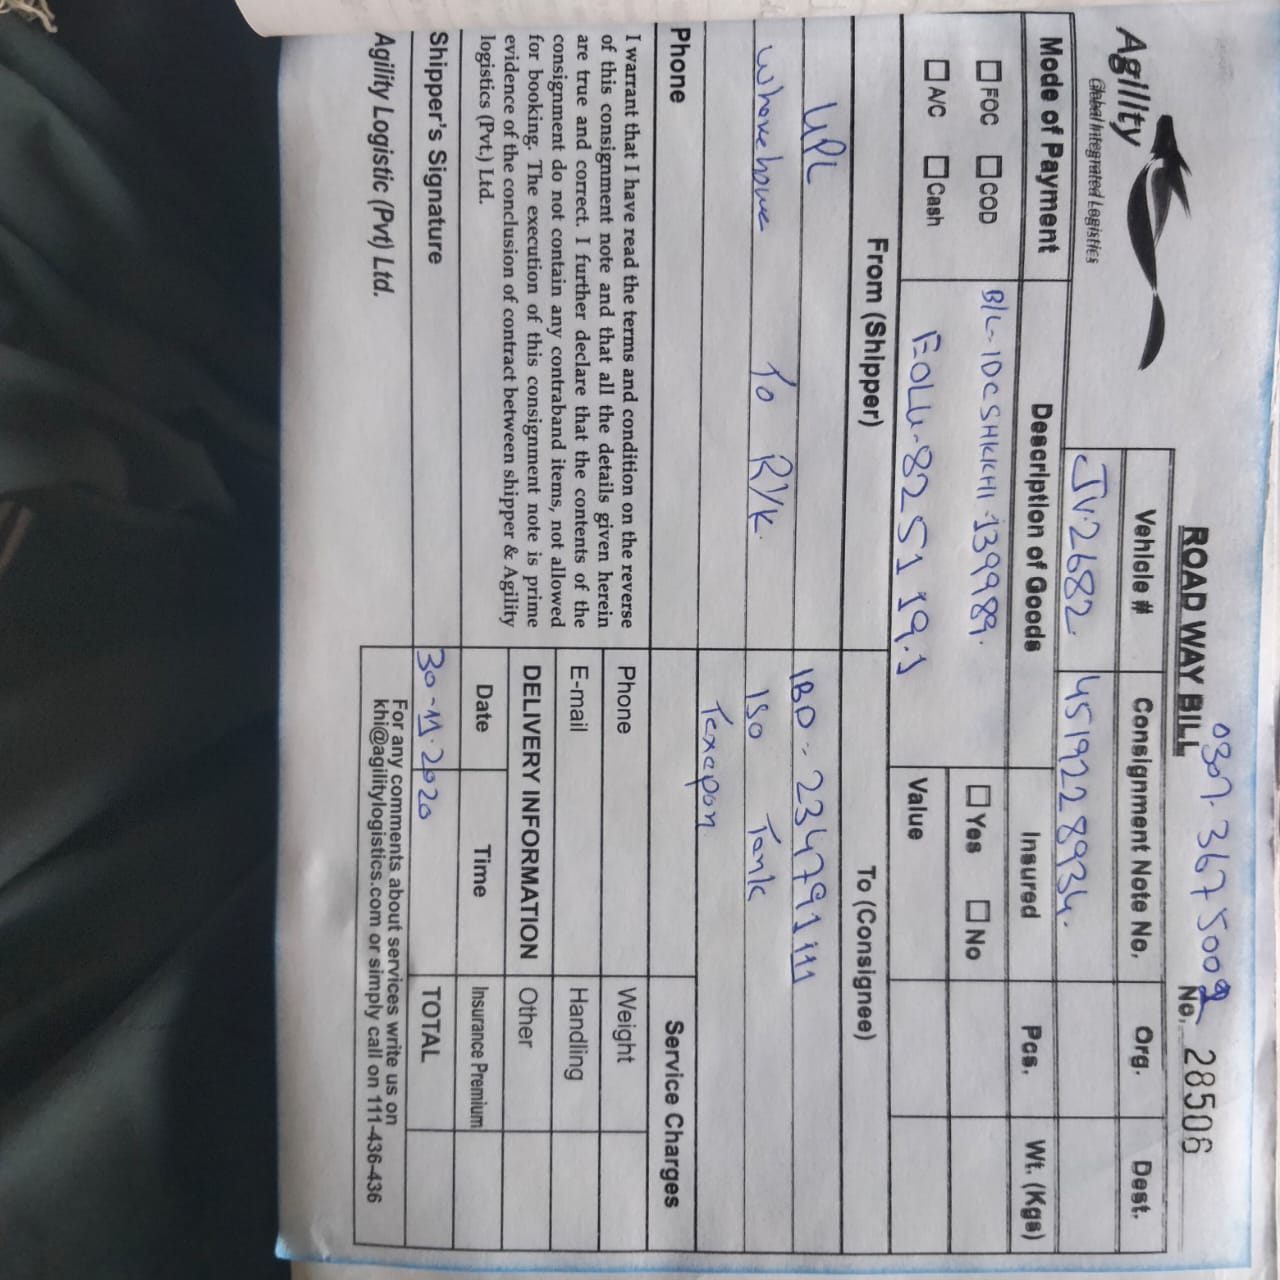 0307-3675002
ROAD WAY BILL No. 28506
Agility
Global Integrated Logistics
Vehicle # Consignment Note No. Org. Dest.
JV-2682 4519228934
Mode of Payment Description of Goods Insured Pcs. Wt. (Kgs)
FOC COD B/L-IDCSHKKHI-139989. Yes No
A/C Cash EOLU-8251119.1 Value
From (Shipper) To (Consignee)
UPL IBD - 234791111
Wharehouse To RYK. ISO Tank
Texapon
Phone Service Charges
I warrant that I have read the terms and condition on the reverse
of this consignment note and that all the details given herein
are true and correct. I further declare that the contents of the
consignment do not contain any contraband items, not allowed
for booking. The execution of this consignment note is prime
evidence of the conclusion of contract between shipper & Agility
logistics (Pvt.) Ltd.
Phone Weight
E-mail Handling
DELIVERY INFORMATION Other
Date Time Insurance Premium
Shipper's Signature 30-11-2020 TOTAL
Agility Logistic (Pvt) Ltd.
For any comments about services write us on
khi@agilitylogistics.com or simply call on 111-436-436